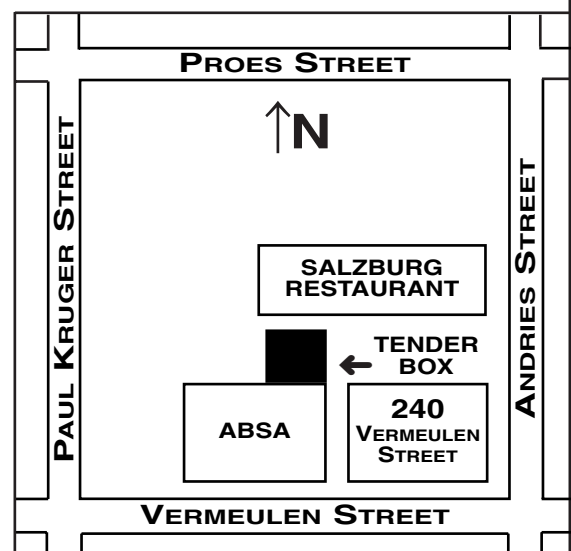 PROES STREET
N
PAUL KRUGER STREET
ANDRIES STREET
SALZBURG
RESTAURANT
TENDER
BOX
ABSA
240
VERMEULEN
STREET
VERMEULEN STREET